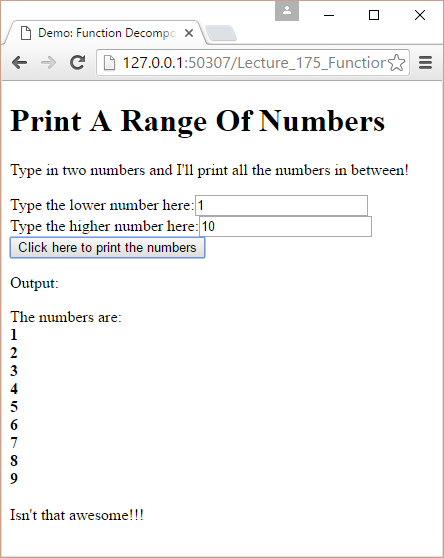 Demo: Function Decompo
127.0.0.1:50307/Lecture_175_Function
Print A Range Of Numbers
Type in two numbers and I'll print all the numbers in between!
Type the lower number here: 1
Type the higher number here: 10
Click here to print the numbers
Output:
The numbers are:
1
2
3
4
5
6
7
8
9
Isn't that awesome!!!